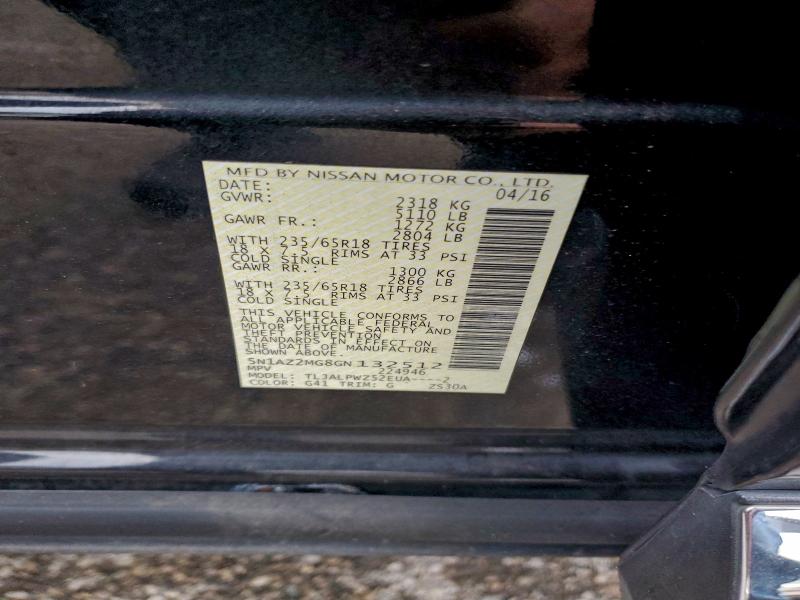 MFD BY NISSAN MOTOR CO., LTD.
DATE: 04/16
GVWR: 2318 KG
5110 LB
GAWR FR.: 1272 KG
2804 LB
WITH 235/65R18 TIRES
18 X 7.5 RIMS AT 33 PSI
COLD SINGLE
GAWR RR.: 1300 KG
2866 LB
WITH 235/65R18 TIRES
18 X 7.5 RIMS AT 33 PSI
COLD SINGLE
THIS VEHICLE CONFORMS TO
ALL APPLICABLE FEDERAL
MOTOR VEHICLE SAFETY AND
THEFT PREVENTION
STANDARDS IN EFFECT ON
THE DATE OF MANUFACTURE
SHOWN ABOVE.
5N1AZ2MG8GN132512
MPV 224946
MODEL: TL3ALPWZ52EUA----2
COLOR: G41 TRIM: G ZS30A